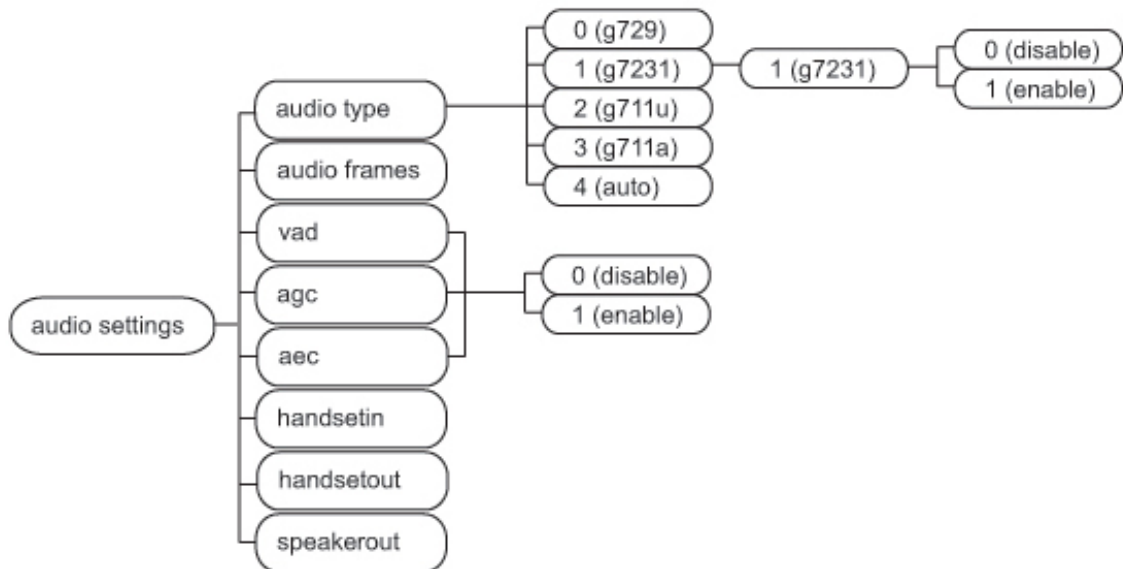 audio settings
audio type
audio frames
vad
agc
aec
handsetin
handsetout
speakerout
0 (g729)
1 (g7231)
2 (g711u)
3 (g711a)
4 (auto)
1 (g7231)
0 (disable)
1 (enable)
0 (disable)
1 (enable)